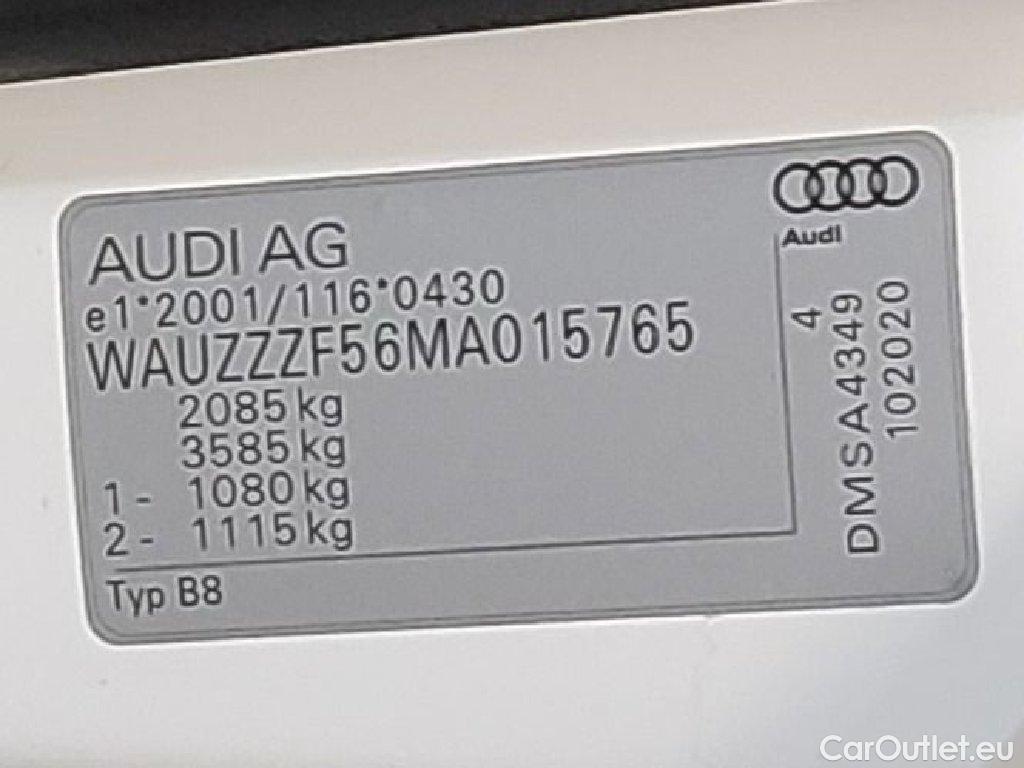 AUDI AG
e1*2001/116*0430
WAUZZZF56MA015765
2085 kg
3585 kg
1- 1080 kg
2- 1115 kg
Typ B8
Audi
4
DMSA4349
102020
CarOutlet.eu